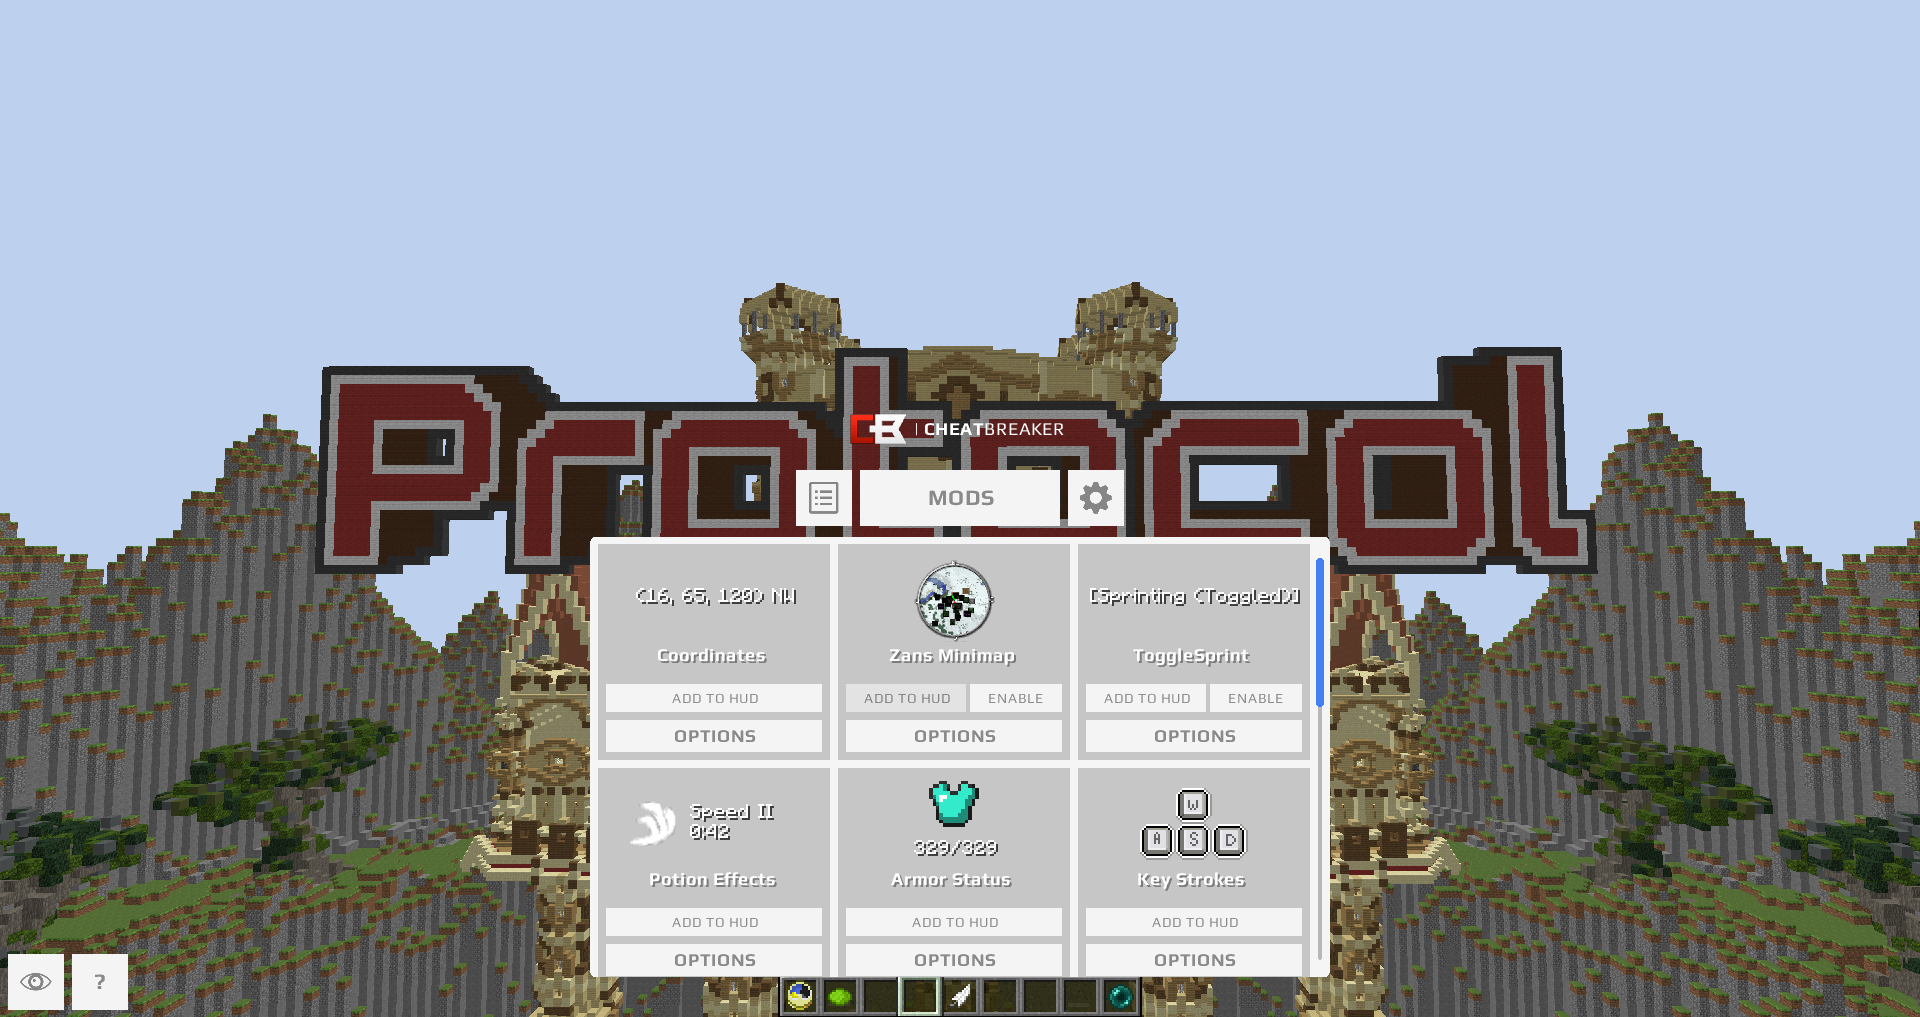 Protocol
CB | CHEATBREAKER
MODS
(16, 65, 120) NW
Coordinates
ADD TO HUD
OPTIONS
Zans Minimap
ADD TO HUD
ENABLE
OPTIONS
[Sprinting (Toggled)]
ToggleSprint
ADD TO HUD
ENABLE
OPTIONS
Speed II
0:42
Potion Effects
ADD TO HUD
OPTIONS
329/329
Armor Status
ADD TO HUD
OPTIONS
W
A S D
Key Strokes
ADD TO HUD
OPTIONS
?